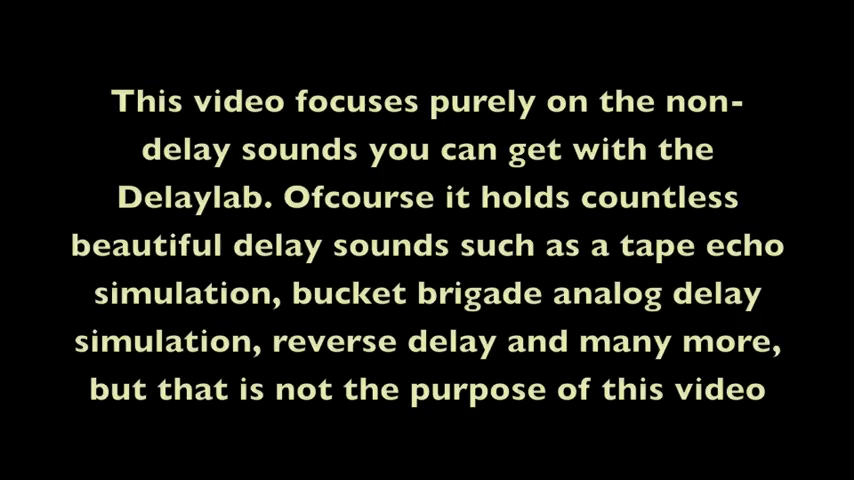 This video focuses purely on the non-
delay sounds you can get with the
Delaylab. Ofcourse it holds countless
beautiful delay sounds such as a tape echo
simulation, bucket brigade analog delay
simulation, reverse delay and many more,
but that is not the purpose of this video